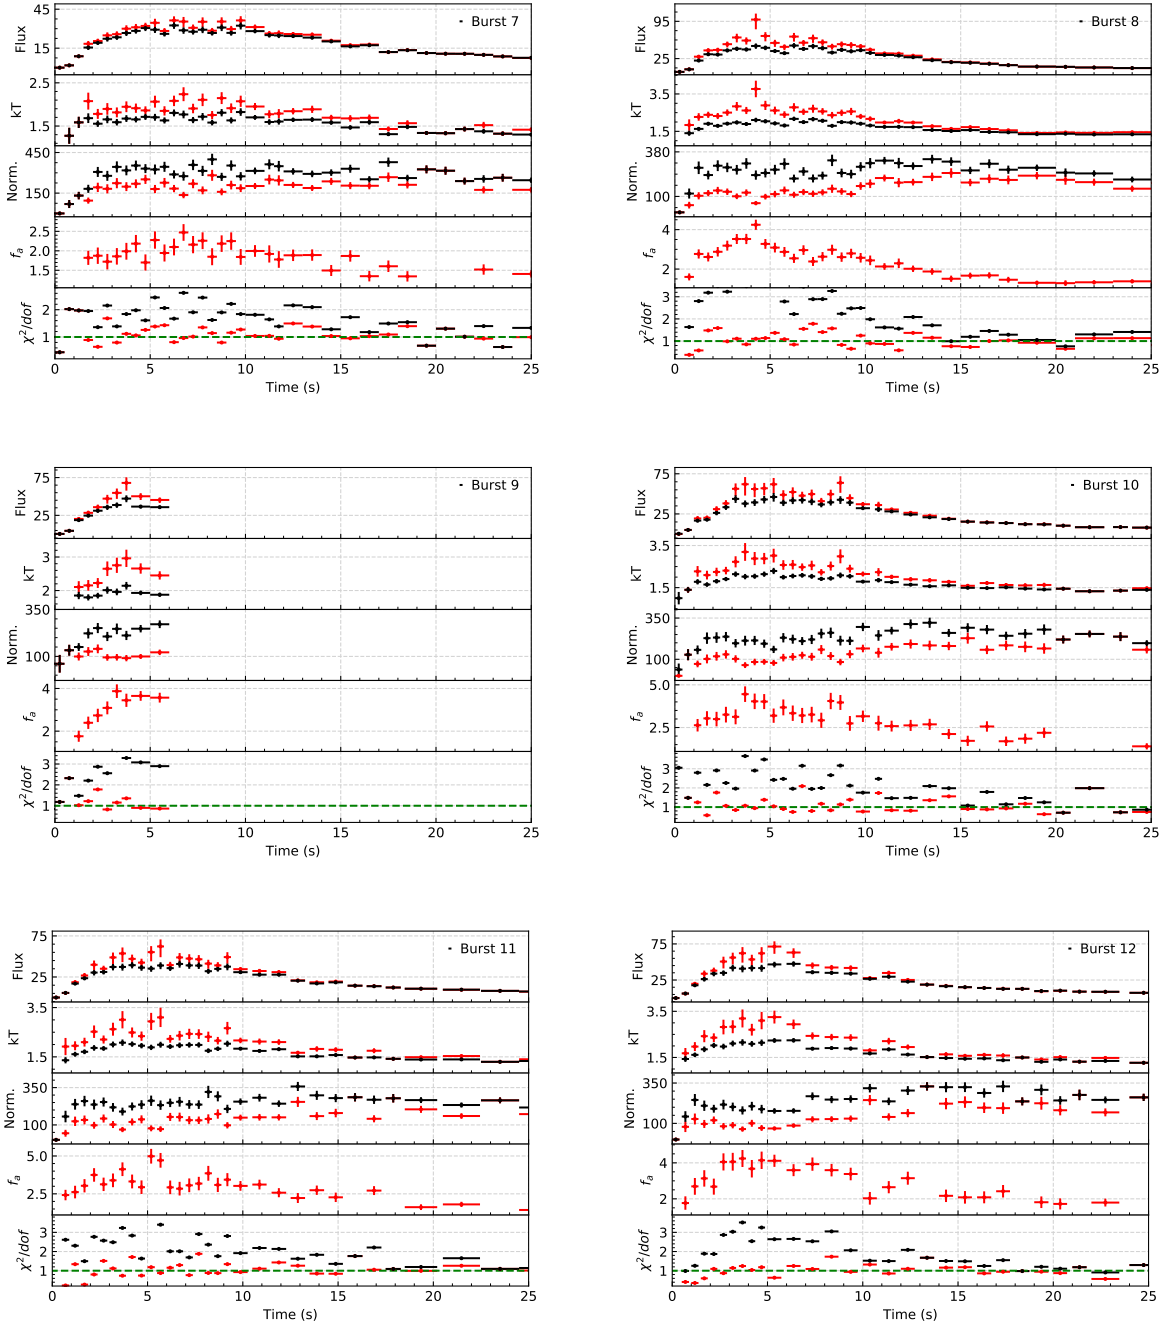 Burst 7
Flux
45
15
kT
2.5
1.5
Norm.
450
150
fa
2.5
2.0
1.5
χ²/dof
2
1
0 5 10 15 20 25
Time (s)
Burst 8
Flux
95
25
kT
3.5
1.5
Norm.
380
100
fa
4
2
χ²/dof
3
2
1
0 5 10 15 20 25
Time (s)
Burst 9
Flux
75
25
kT
3
2
Norm.
350
100
fa
4
2
χ²/dof
3
2
1
0 5 10 15 20 25
Time (s)
Burst 10
Flux
75
25
kT
3.5
1.5
Norm.
350
100
fa
5.0
2.5
χ²/dof
3
2
1
0 5 10 15 20 25
Time (s)
Burst 11
Flux
75
25
kT
3.5
1.5
Norm.
350
100
fa
5.0
2.5
χ²/dof
3
2
1
0 5 10 15 20 25
Time (s)
Burst 12
Flux
75
25
kT
3.5
1.5
Norm.
350
100
fa
4
2
χ²/dof
3
2
1
0 5 10 15 20 25
Time (s)